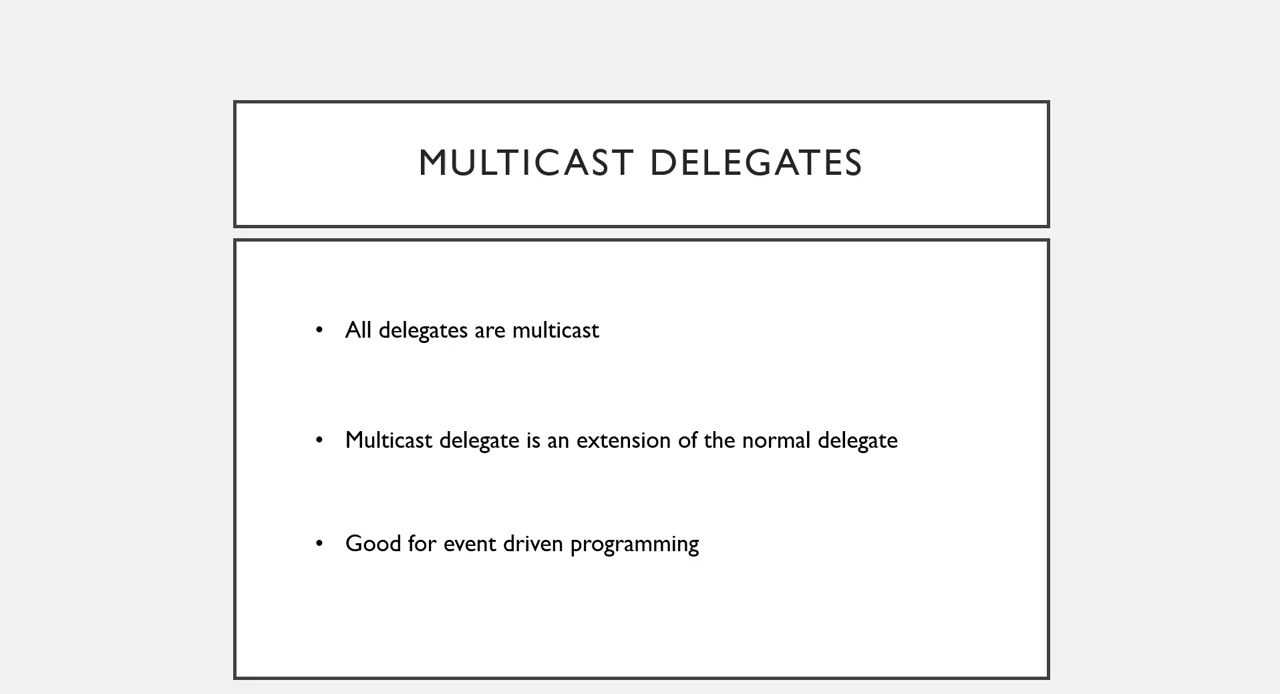 MULTICAST DELEGATES
• All delegates are multicast
• Multicast delegate is an extension of the normal delegate
• Good for event driven programming